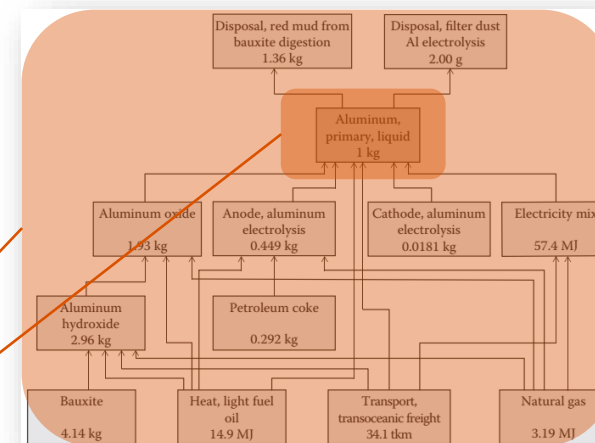 Disposal, red mud from
bauxite digestion
1.36 kg
Disposal, filter dust
Al electrolysis
2.00 g
Aluminum,
primary, liquid
1 kg
Aluminum oxide
1.93 kg
Anode, aluminum
electrolysis
0.449 kg
Cathode, aluminum
electrolysis
0.0181 kg
Electricity mix
57.4 MJ
Aluminum
hydroxide
2.96 kg
Petroleum coke
0.292 kg
Bauxite
4.14 kg
Heat, light fuel
oil
14.9 MJ
Transport,
transoceanic freight
34.1 tkm
Natural gas
3.19 MJ